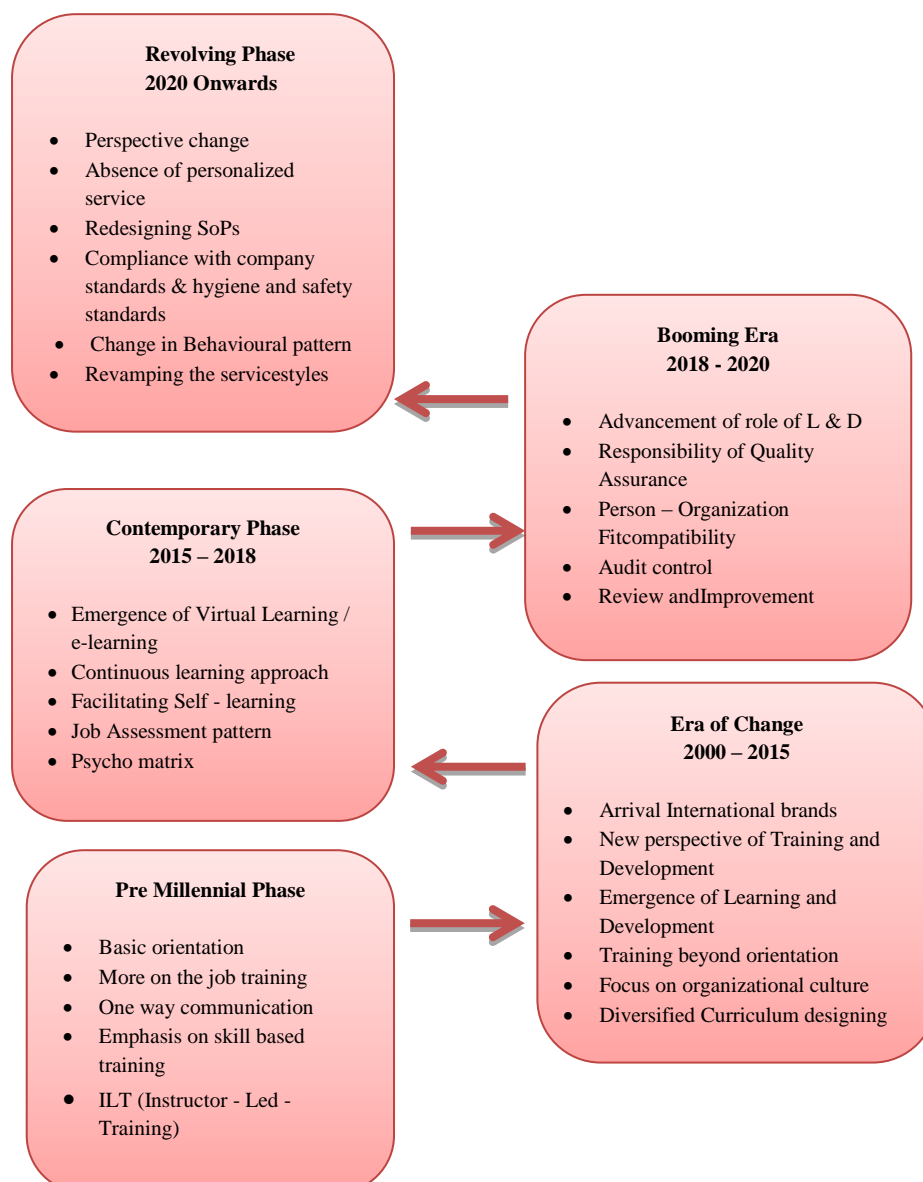 Revolving Phase
2020 Onwards
• Perspective change
• Absence of personalized
service
• Redesigning SoPs
• Compliance with company
standards & hygiene and safety
standards
• Change in Behavioural pattern
• Revamping the servicestyles
Booming Era
2018 - 2020
• Advancement of role of L & D
• Responsibility of Quality
Assurance
• Person – Organization
Fitcompatibility
• Audit control
• Review andImprovement
Contemporary Phase
2015 – 2018
• Emergence of Virtual Learning /
e-learning
• Continuous learning approach
• Facilitating Self - learning
• Job Assessment pattern
• Psycho matrix
Era of Change
2000 – 2015
• Arrival International brands
• New perspective of Training and
Development
• Emergence of Learning and
Development
• Training beyond orientation
• Focus on organizational culture
• Diversified Curriculum designing
Pre Millennial Phase
• Basic orientation
• More on the job training
• One way communication
• Emphasis on skill based
training
• ILT (Instructor - Led -
Training)